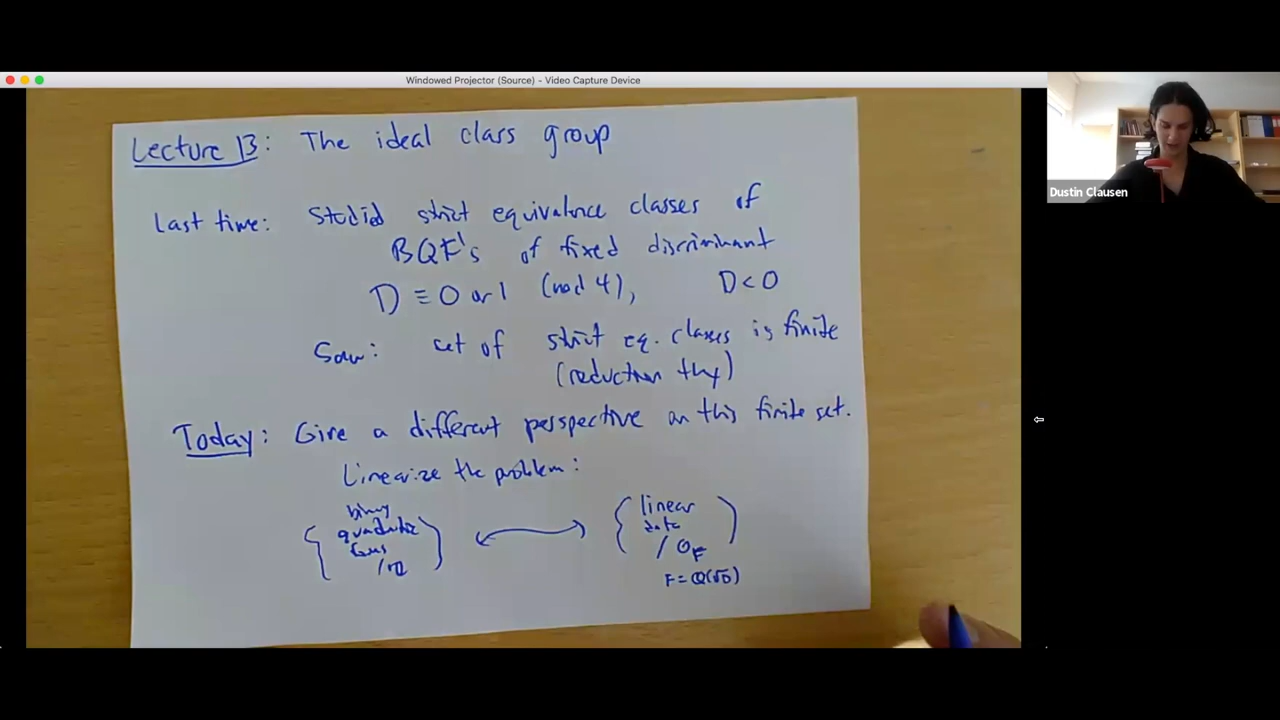 Windowed Projector (Source) - Video Capture Device
Dustin Clausen
Lecture 13: The ideal class group
Last time: Studied strict equivalence classes of
BQF's of fixed discriminant
D ≡ 0 or 1 (mod 4), D < 0
Saw: set of strict eq. classes is finite
(reduction thy)
Today: Give a different perspective on this finite set.
Linearize the problem:
{ binary quadratic forms / } ↔ { linear data / O_F }
F = Q(√D)